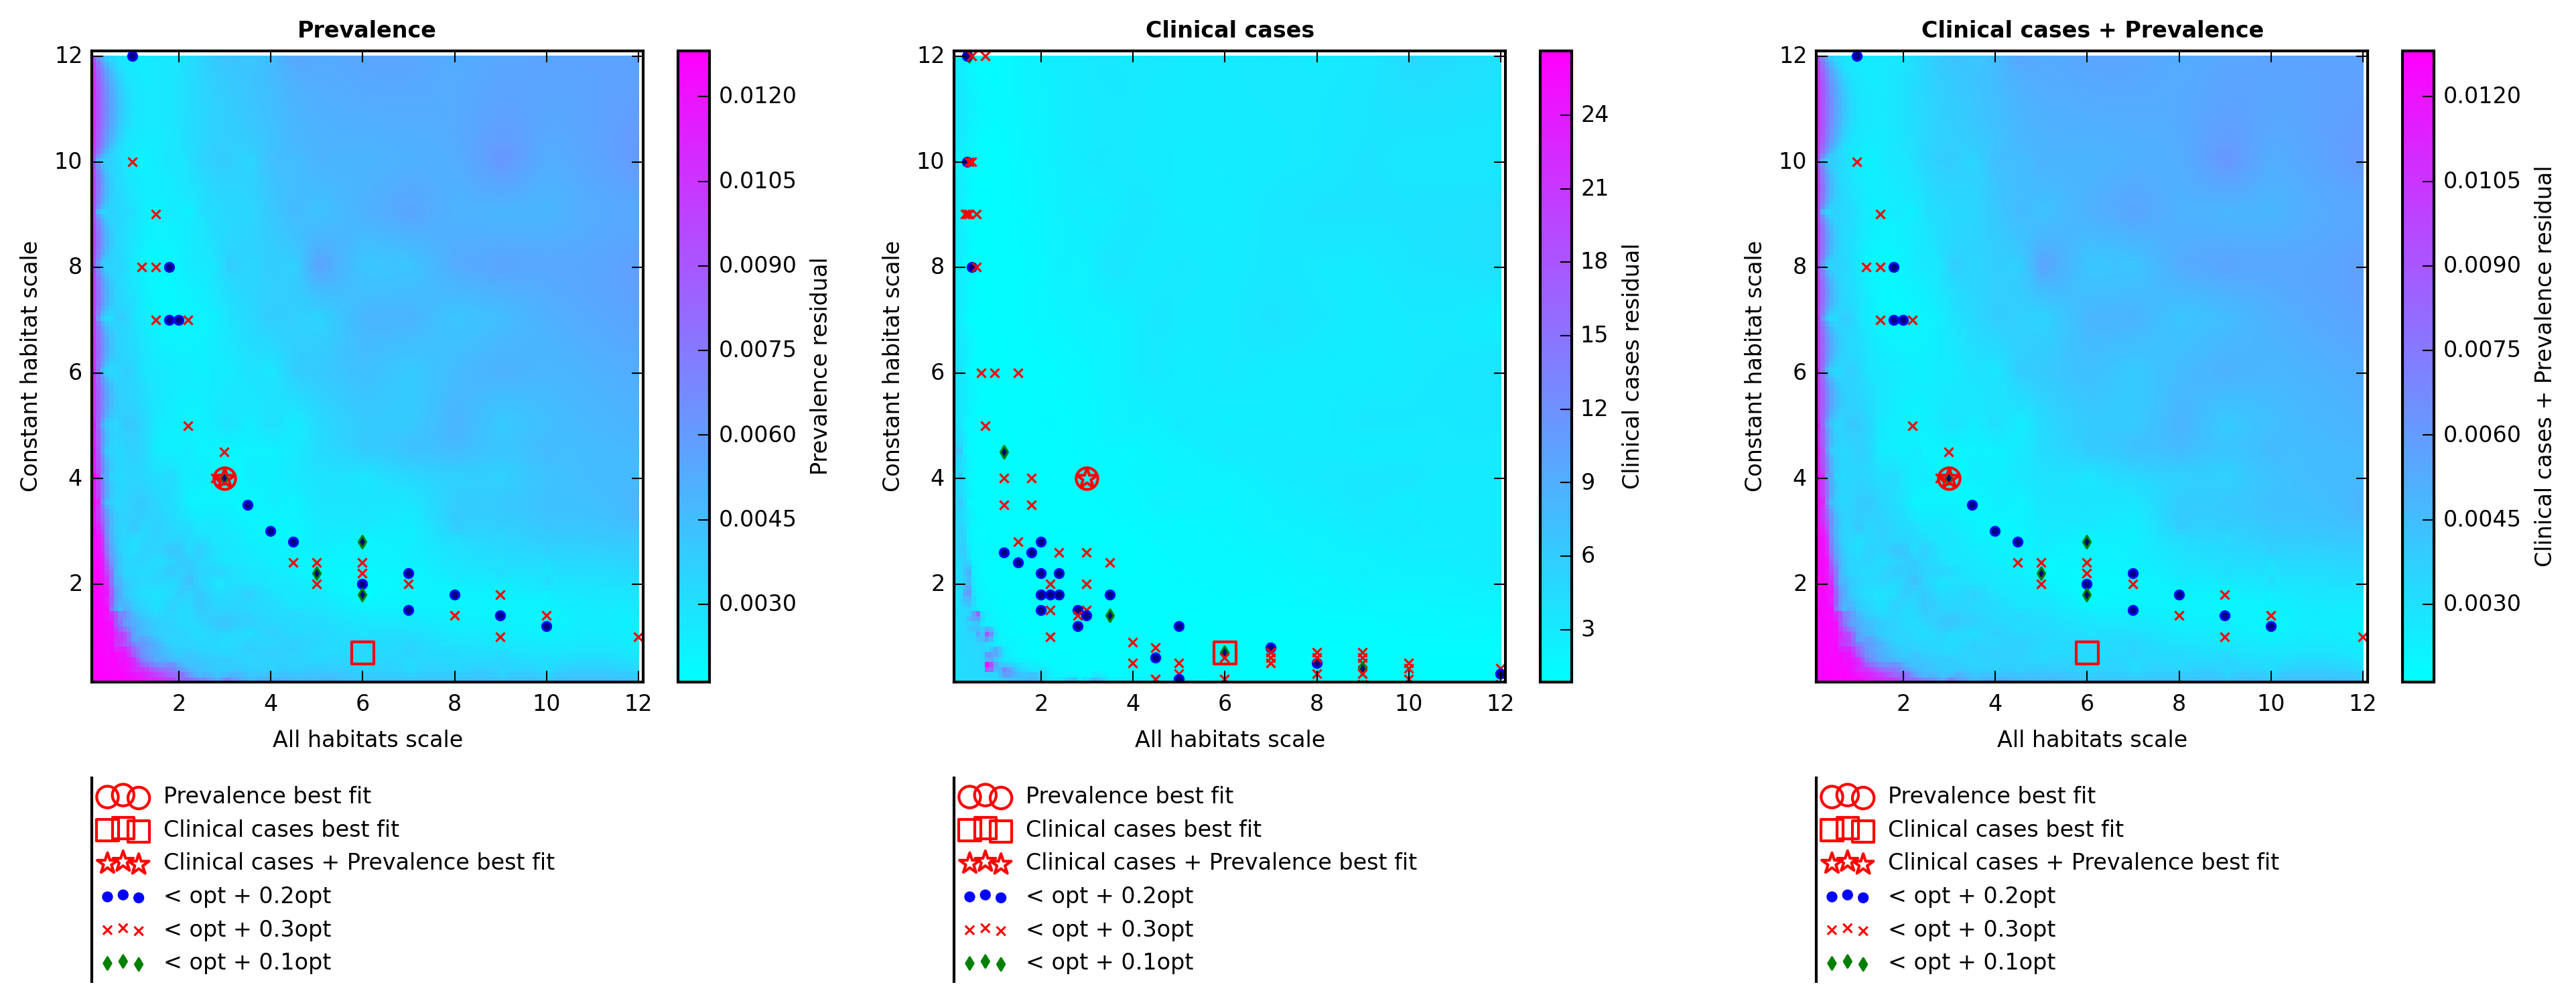 Prevalence
12
10
8
6
4
2
2 4 6 8 10 12
Constant habitat scale
All habitats scale
0.0120
0.0105
0.0090
0.0075
0.0060
0.0045
0.0030
Prevalence residual
Prevalence best fit
Clinical cases best fit
Clinical cases + Prevalence best fit
< opt + 0.2opt
< opt + 0.3opt
< opt + 0.1opt
Clinical cases
12
10
8
6
4
2
2 4 6 8 10 12
Constant habitat scale
All habitats scale
24
21
18
15
12
9
6
3
Clinical cases residual
Prevalence best fit
Clinical cases best fit
Clinical cases + Prevalence best fit
< opt + 0.2opt
< opt + 0.3opt
< opt + 0.1opt
Clinical cases + Prevalence
12
10
8
6
4
2
2 4 6 8 10 12
Constant habitat scale
All habitats scale
0.0120
0.0105
0.0090
0.0075
0.0060
0.0045
0.0030
Clinical cases + Prevalence residual
Prevalence best fit
Clinical cases best fit
Clinical cases + Prevalence best fit
< opt + 0.2opt
< opt + 0.3opt
< opt + 0.1opt